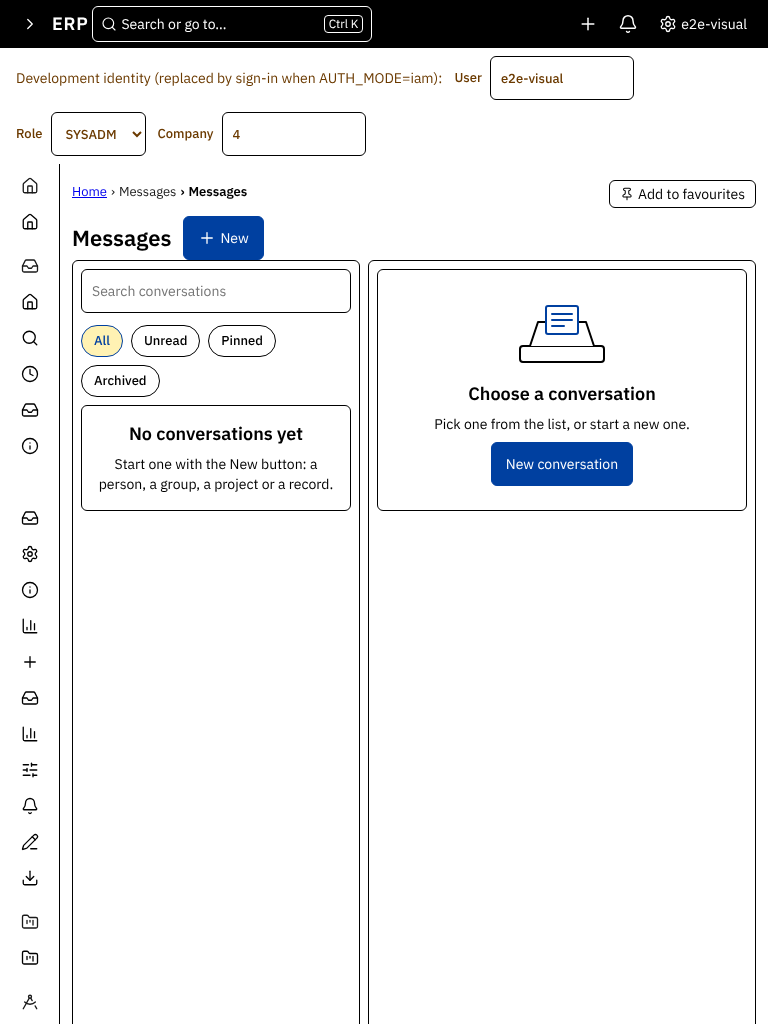 ERP
Search or go to...
Ctrl K
e2e-visual
Development identity (replaced by sign-in when AUTH_MODE=iam):
User
e2e-visual
Role
SYSADM
Company
4
Home › Messages › Messages
Add to favourites
Messages
New
Search conversations
All
Unread
Pinned
Archived
No conversations yet
Start one with the New button: a
person, a group, a project or a record.
Choose a conversation
Pick one from the list, or start a new one.
New conversation